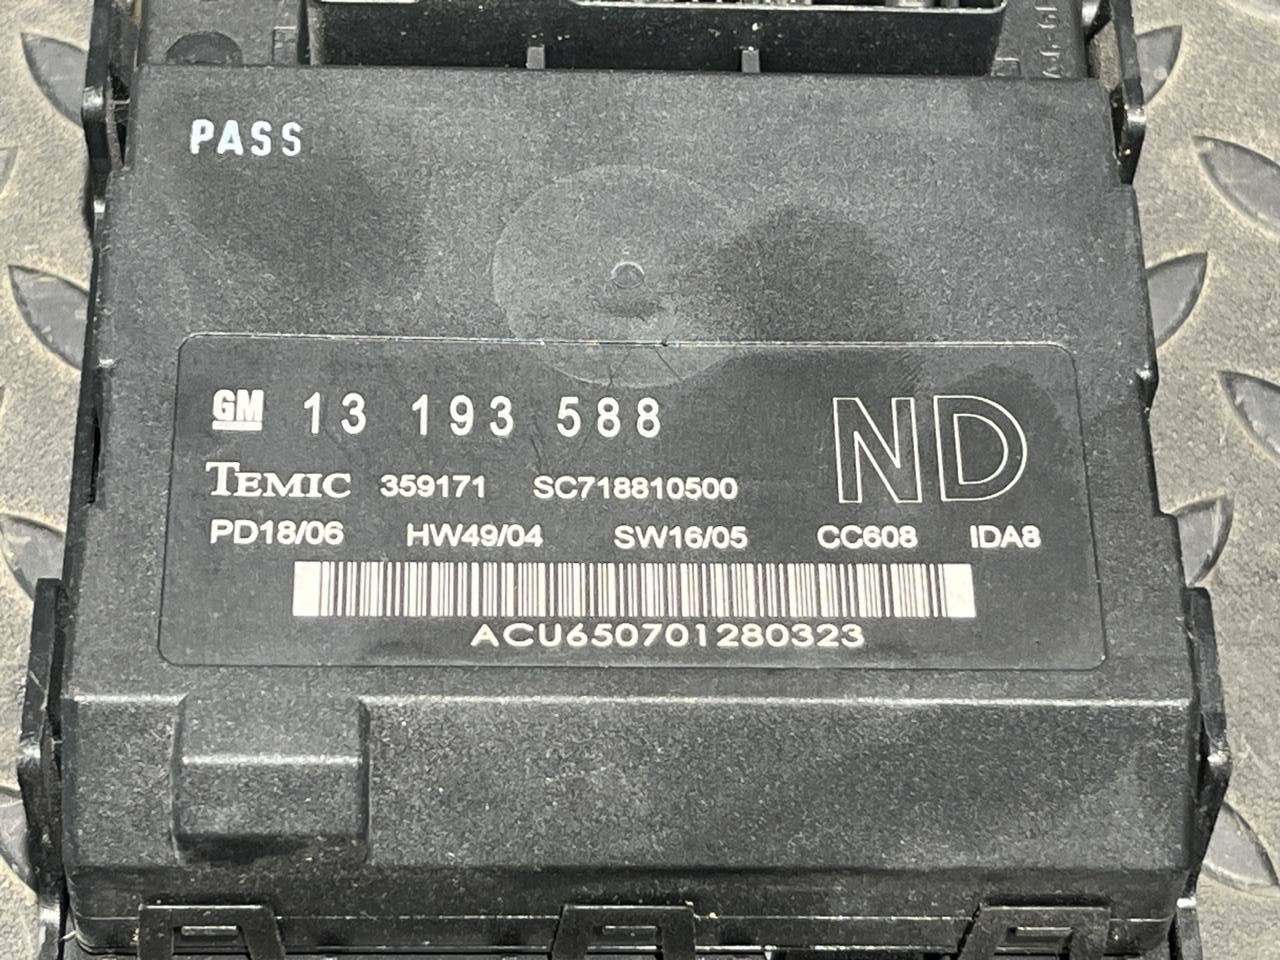 PASS
GM 13 193 588 ND
TEMIC 359171 SC718810500
PD18/06 HW49/04 SW16/05 CC608 IDA8
ACU650701280323